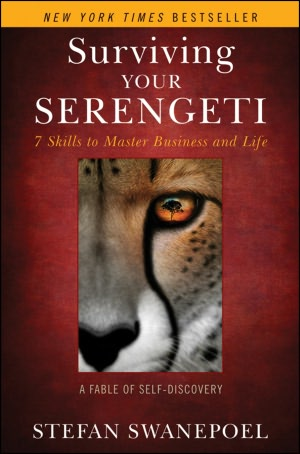 NEW YORK TIMES BESTSELLER
Surviving
YOUR
SERENGETI
7 Skills to Master Business and Life
A FABLE OF SELF-DISCOVERY
STEFAN SWANEPOEL